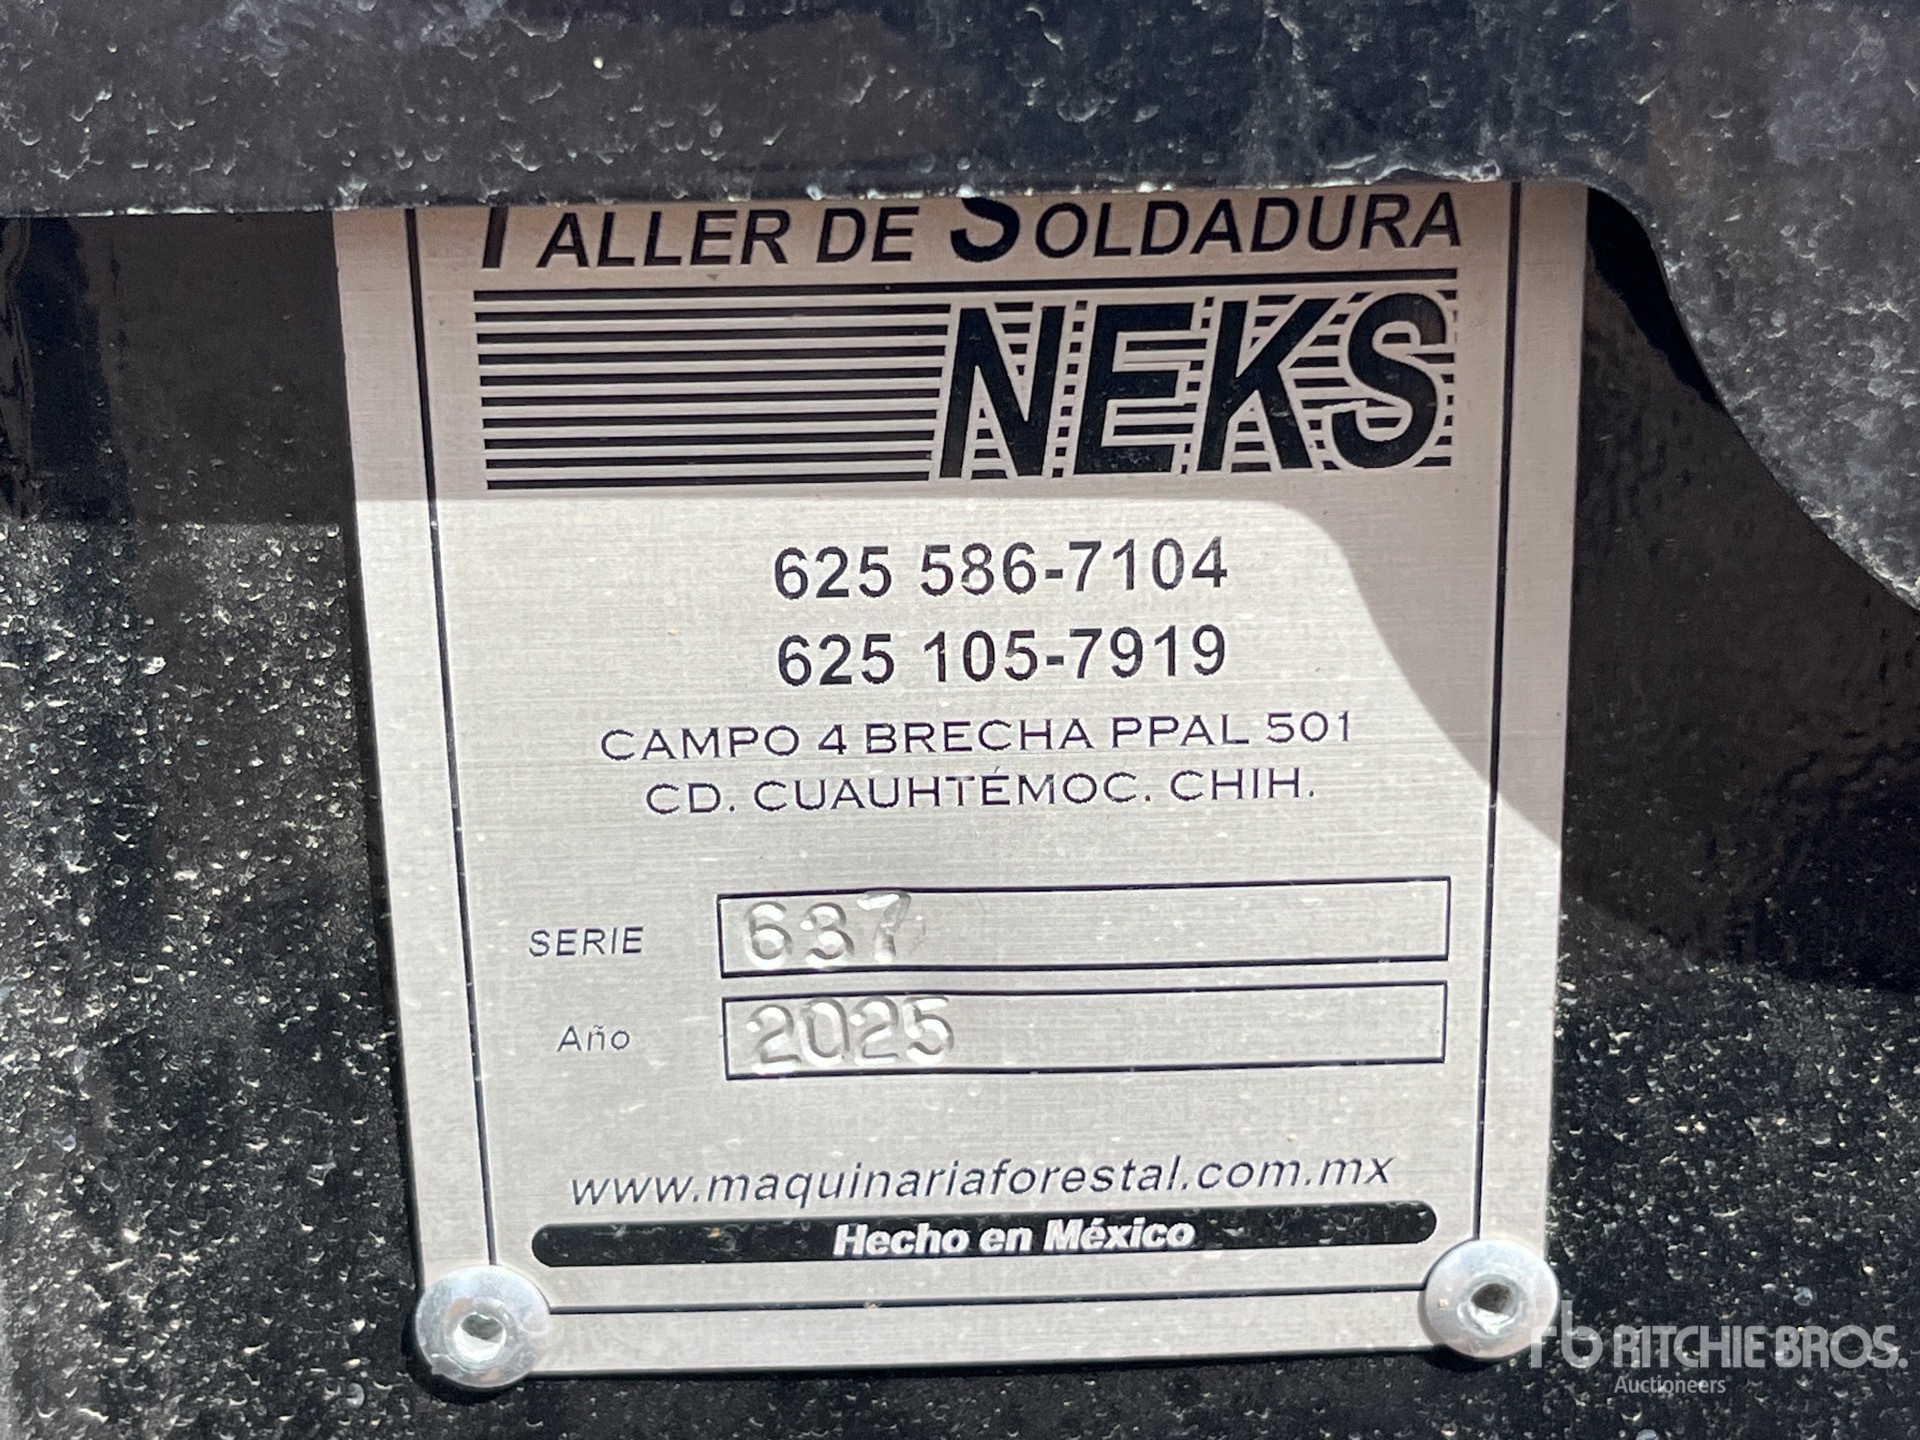 TALLER DE SOLDADURA
NEKS
625 586-7104
625 105-7919
CAMPO 4 BRECHA PPAL 501
CD. CUAUHTÉMOC. CHIH.
SERIE 637
Año 2025
www.maquinariaforestal.com.mx
Hecho en México
rb RITCHIE BROS.
Auctioneers